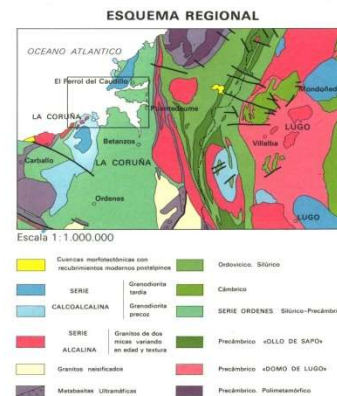 ESQUEMA REGIONAL
OCEANO ATLANTICO
El Ferrol del Caudillo
Mondoñedo
Puentedeume
LA CORUÑA
LUGO
Betanzos
Villalba
Carballo
LA CORUÑA
Ordenes
LUGO
Escala 1:1.000.000
Cuencas morfotectónicas con
recubrimientos modernos postalpinos
Ordovicico. Silúrico
SERIE
CALCOALCALINA
Grenodiorita
tardía
Grenodiorita
precoz
Cámbrico
SERIE ORDENES Silúrico-Precámbrico
SERIE
ALCALINA
Granitos de dos
micas variando
en edad y textura
Precámbrico «OLLO DE SAPO»
Granitos neisificados
Precámbrico «DOMO DE LUGO»
Metabasitas Ultramáficas
Precámbrico. Polimetamórfico